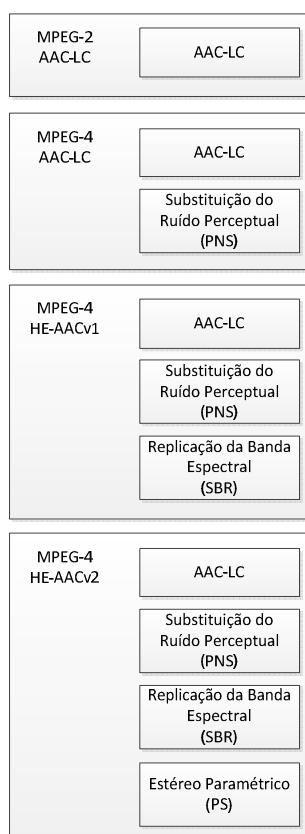 MPEG-2
AAC-LC
AAC-LC
MPEG-4
AAC-LC
AAC-LC
Substituição do
Ruído Perceptual
(PNS)
MPEG-4
HE-AACv1
AAC-LC
Substituição do
Ruído Perceptual
(PNS)
Replicação da Banda
Espectral
(SBR)
MPEG-4
HE-AACv2
AAC-LC
Substituição do
Ruído Perceptual
(PNS)
Replicação da Banda
Espectral
(SBR)
Estéreo Paramétrico
(PS)